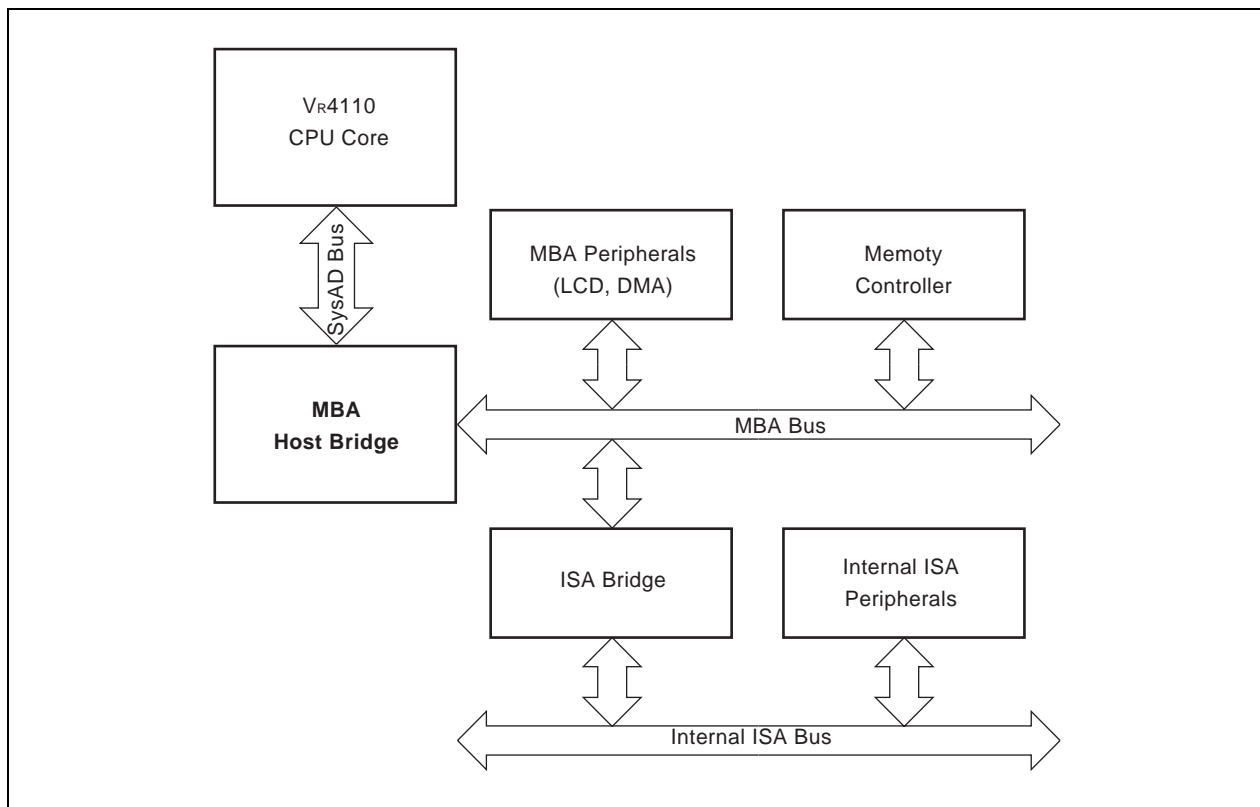 VR4110
CPU Core
SysAD Bus
MBA Peripherals
(LCD, DMA)
Memoty
Controller
MBA
Host Bridge
MBA Bus
ISA Bridge
Internal ISA
Peripherals
Internal ISA Bus